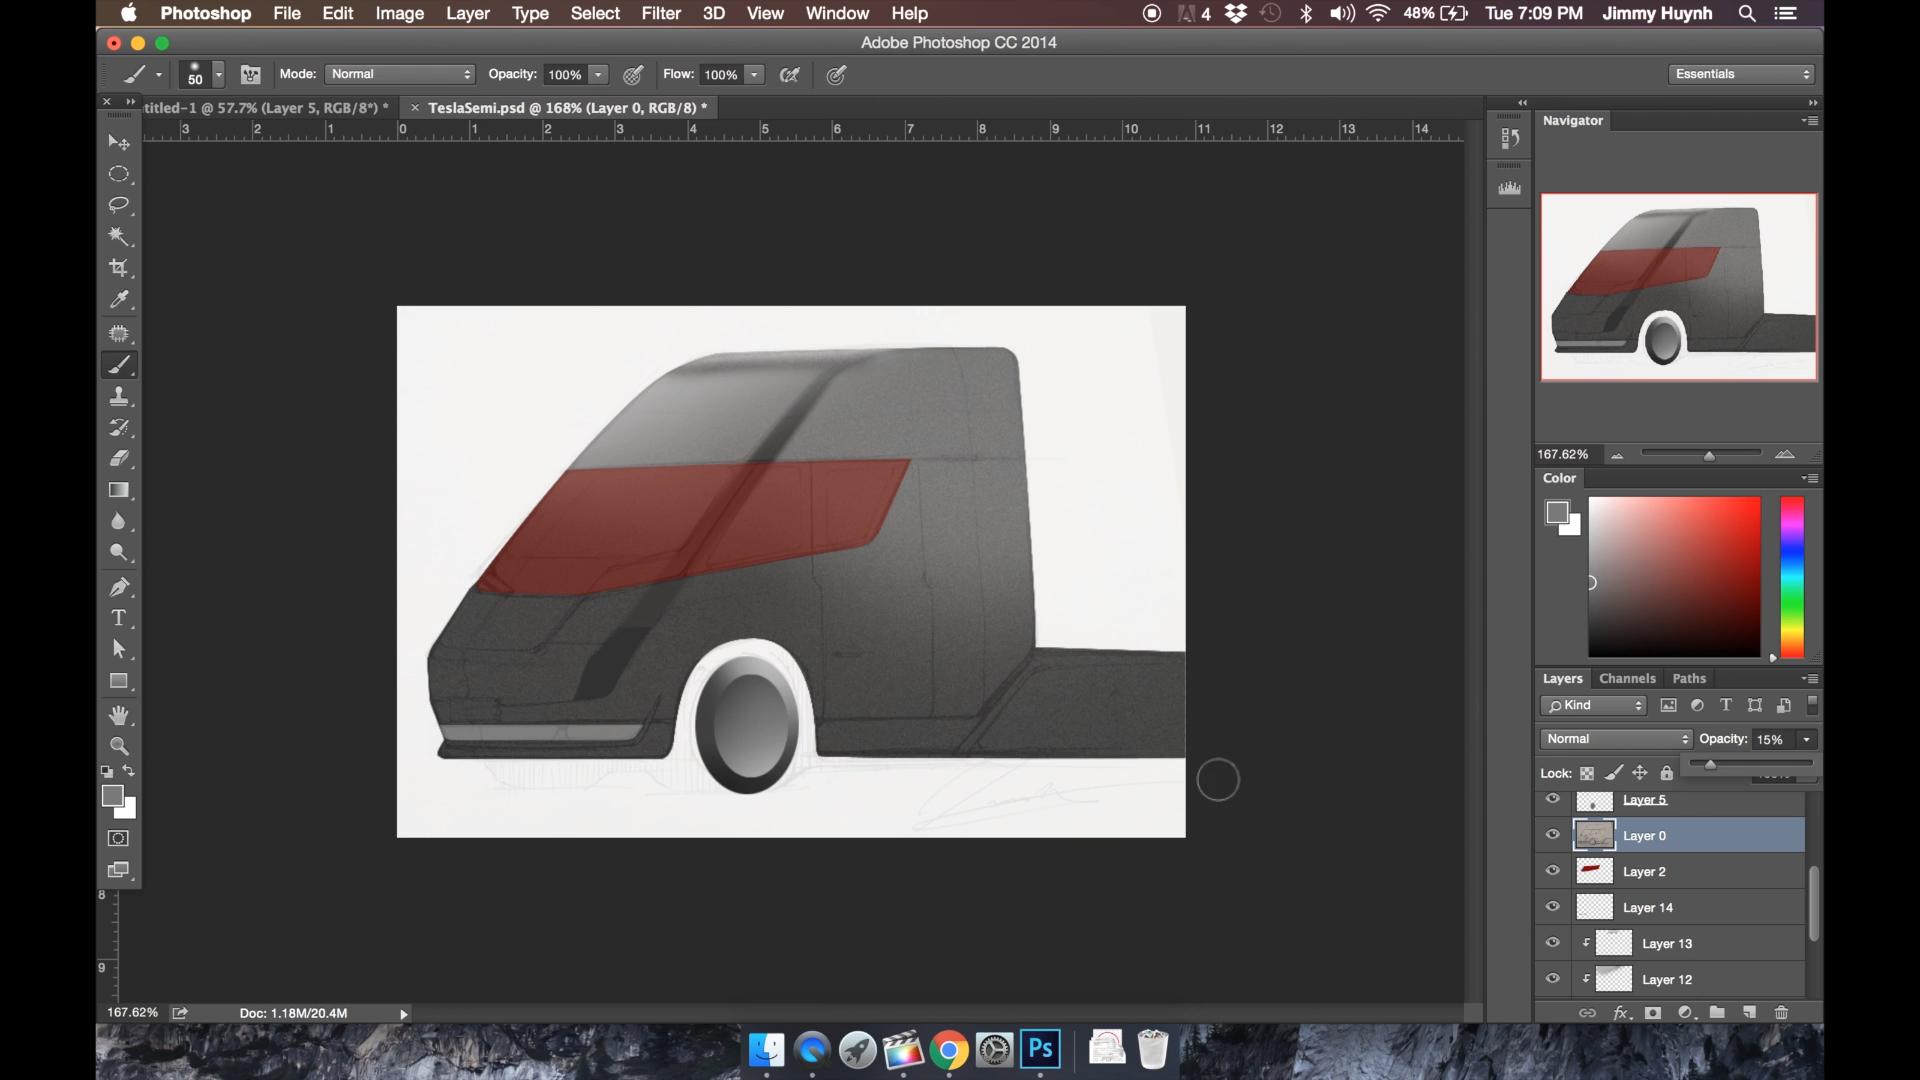 Photoshop File Edit Image Layer Type Select Filter 3D View Window Help 4 48% Tue 7:09 PM Jimmy Huynh
Adobe Photoshop CC 2014
50 Mode: Normal Opacity: 100% Flow: 100% Essentials
ntitled-1 @ 57.7% (Layer 5, RGB/8*) * × TeslaSemi.psd @ 168% (Layer 0, RGB/8) *
3 2 1 0 1 2 3 4 5 6 7 8 9 10 11 12 13 14
Navigator
167.62%
Color
Layers Channels Paths
Kind
Normal Opacity: 15%
Lock:
Layer 5
Layer 0
Layer 2
Layer 14
Layer 13
Layer 12
8
9
167.62% Doc: 1.18M/20.4M
fx
Ps